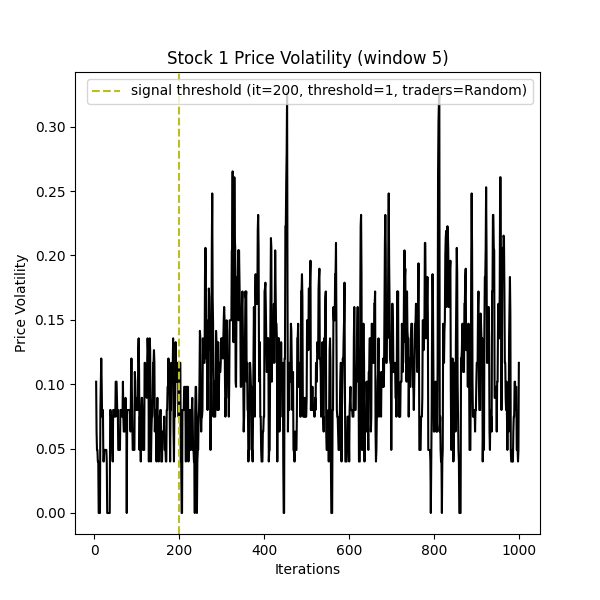 Stock 1 Price Volatility (window 5)
signal threshold (it=200, threshold=1, traders=Random)
0.30
0.25
0.20
0.15
0.10
0.05
0.00
Price Volatility
0 200 400 600 800 1000
Iterations